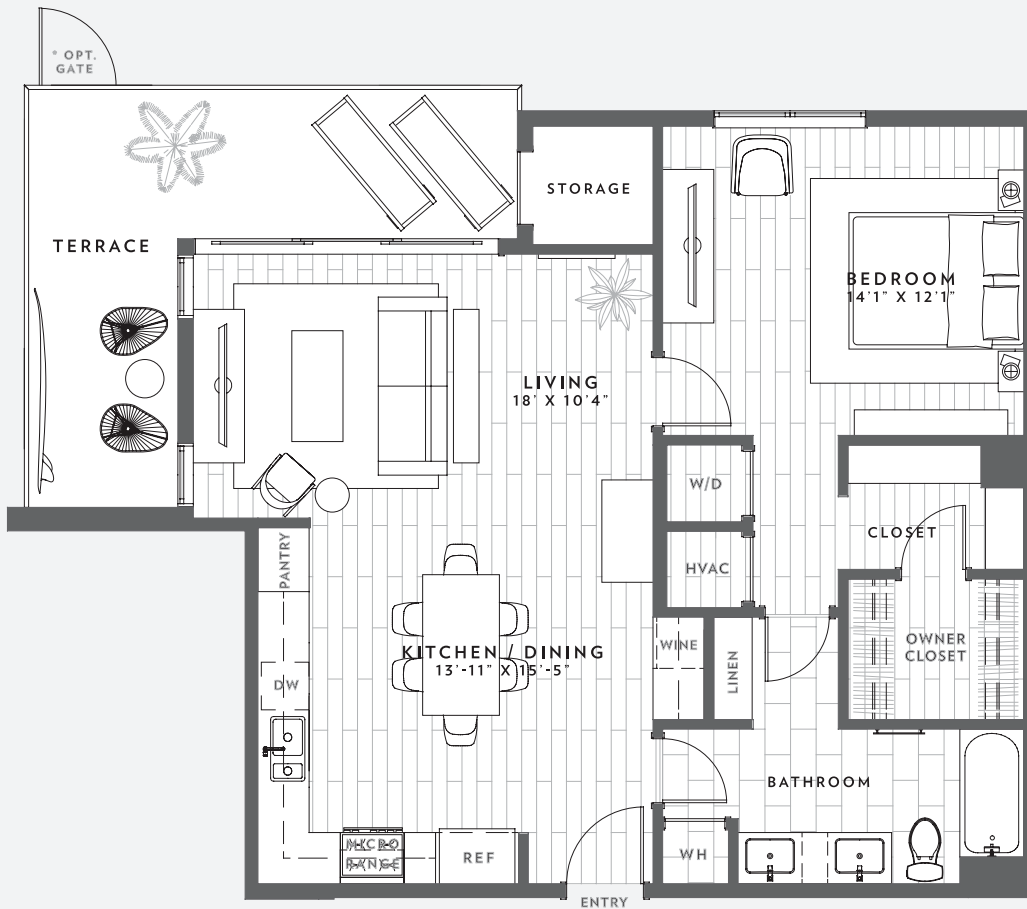 ° OPT.
GATE
STORAGE
TERRACE
BEDROOM
14'1" X 12'1"
LIVING
18' X 10'4"
W/D
CLOSET
PANTRY
HVAC
OWNER
CLOSET
WINE
KITCHEN / DINING
13'-11" X 15'-5"
LINEN
DW
BATHROOM
MICRO
RANGE
REF
WH
ENTRY